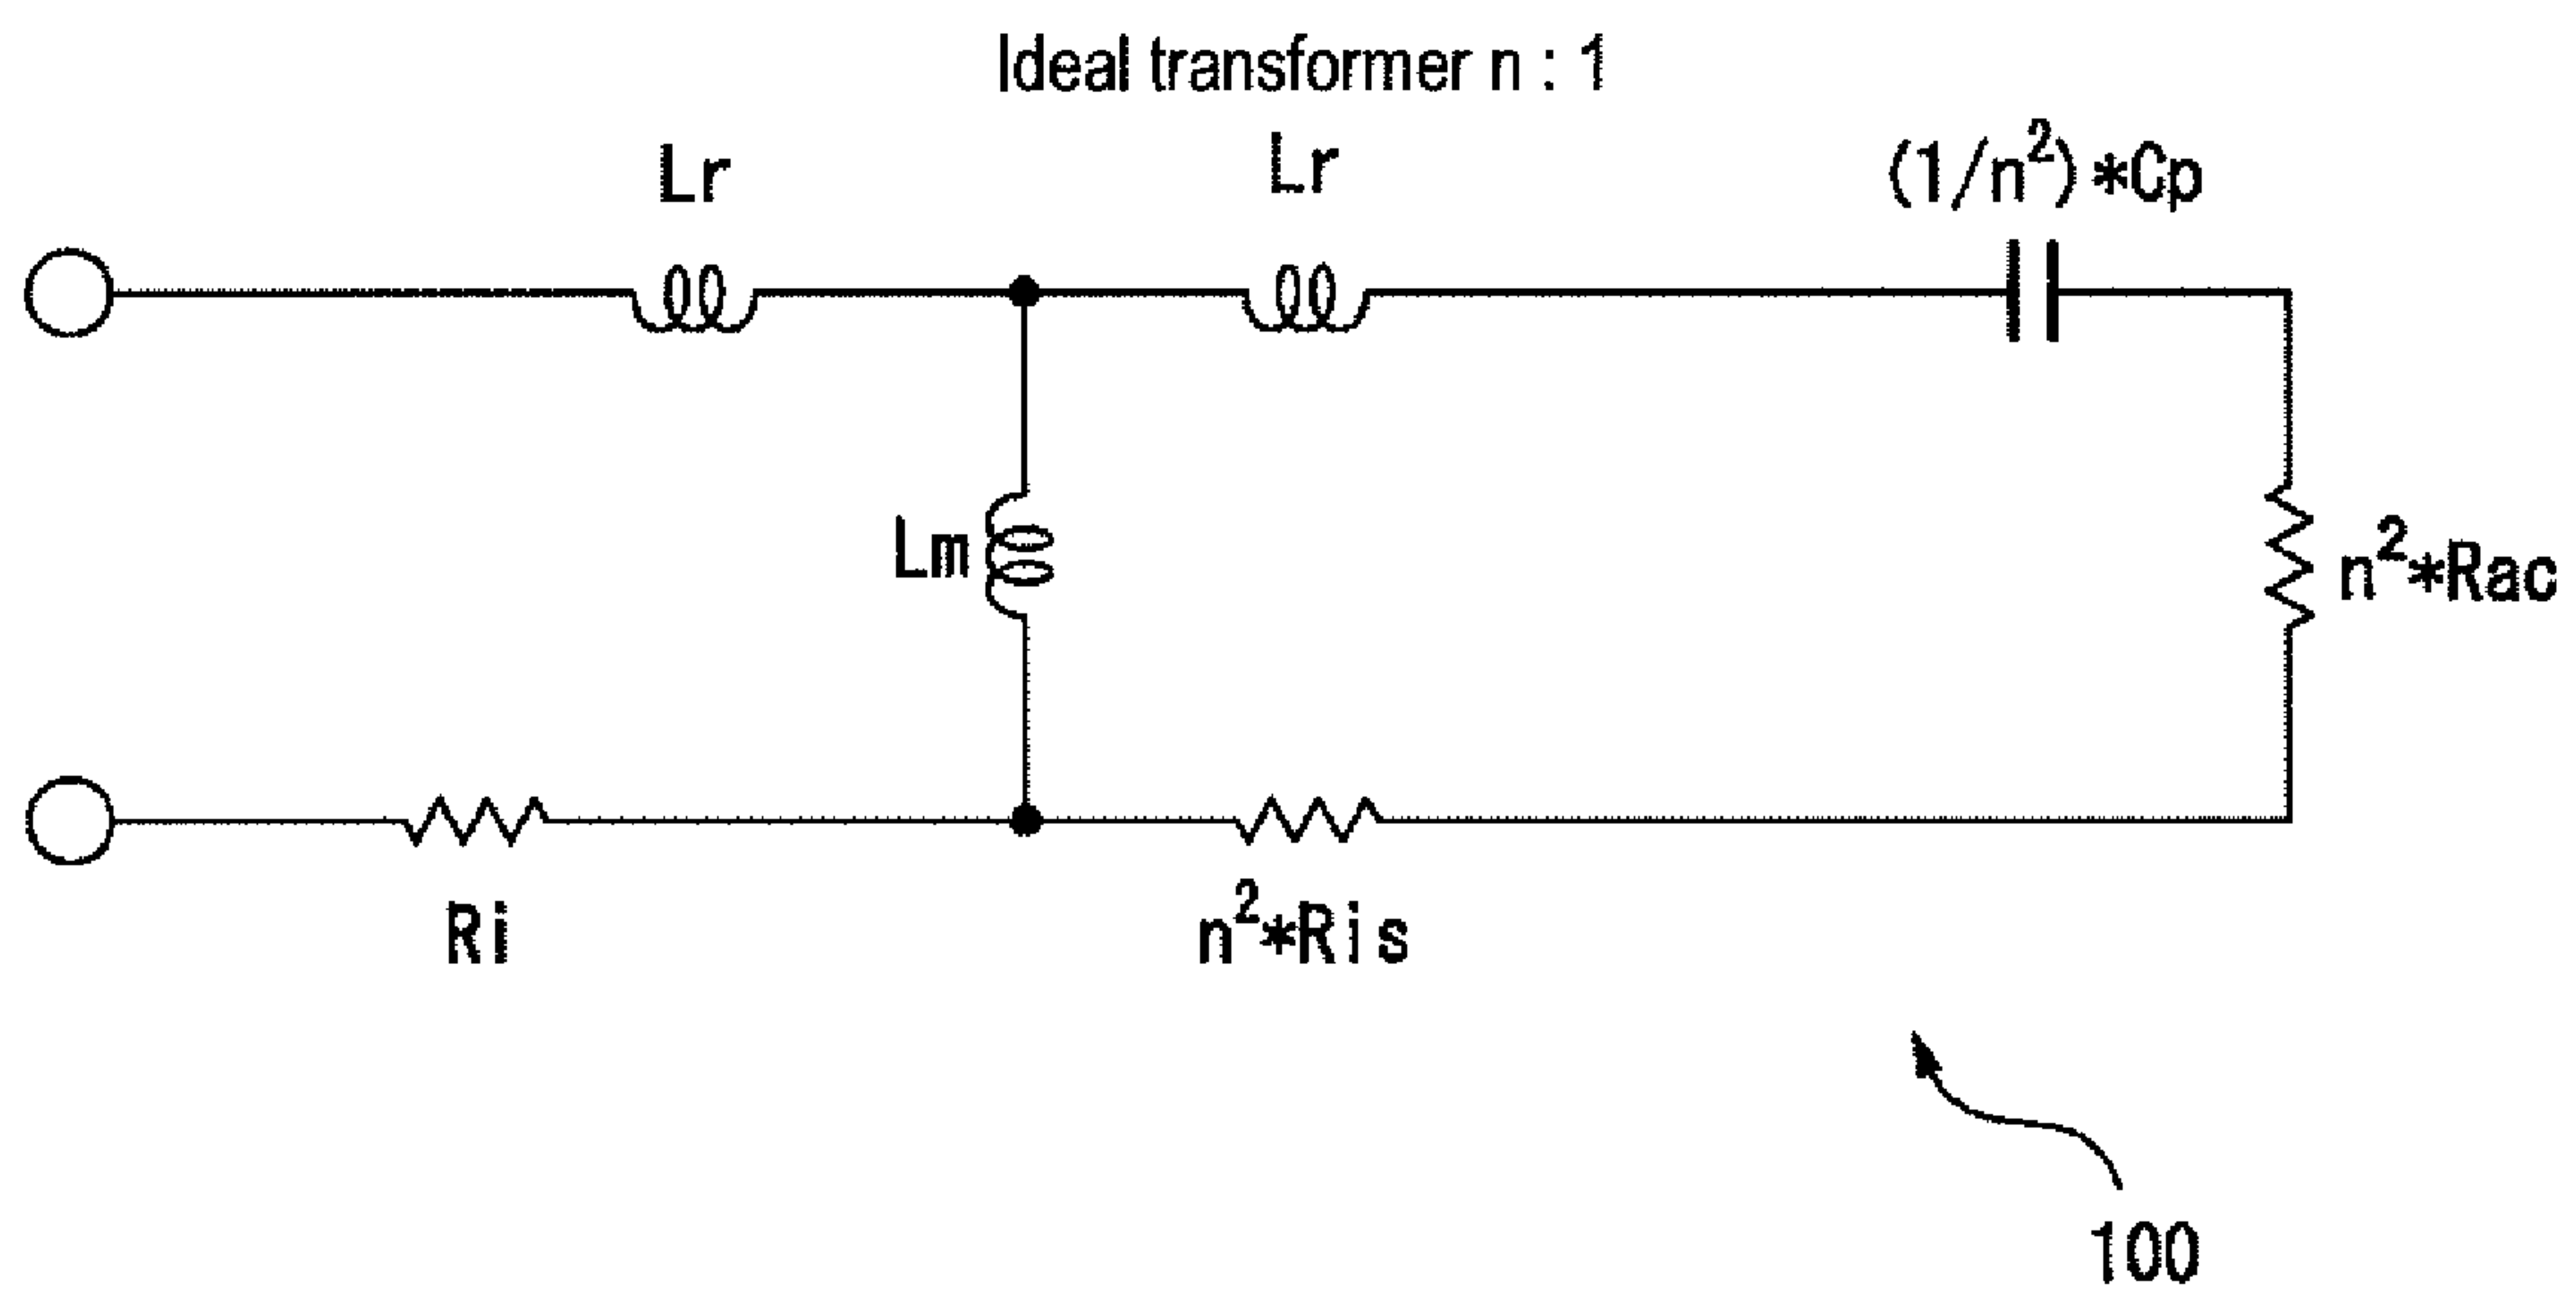 Ideal transformer n : 1
Lr
Lr
(1/n²)*Cp
Lm
n²*Rac
Ri
n²*Ris
100